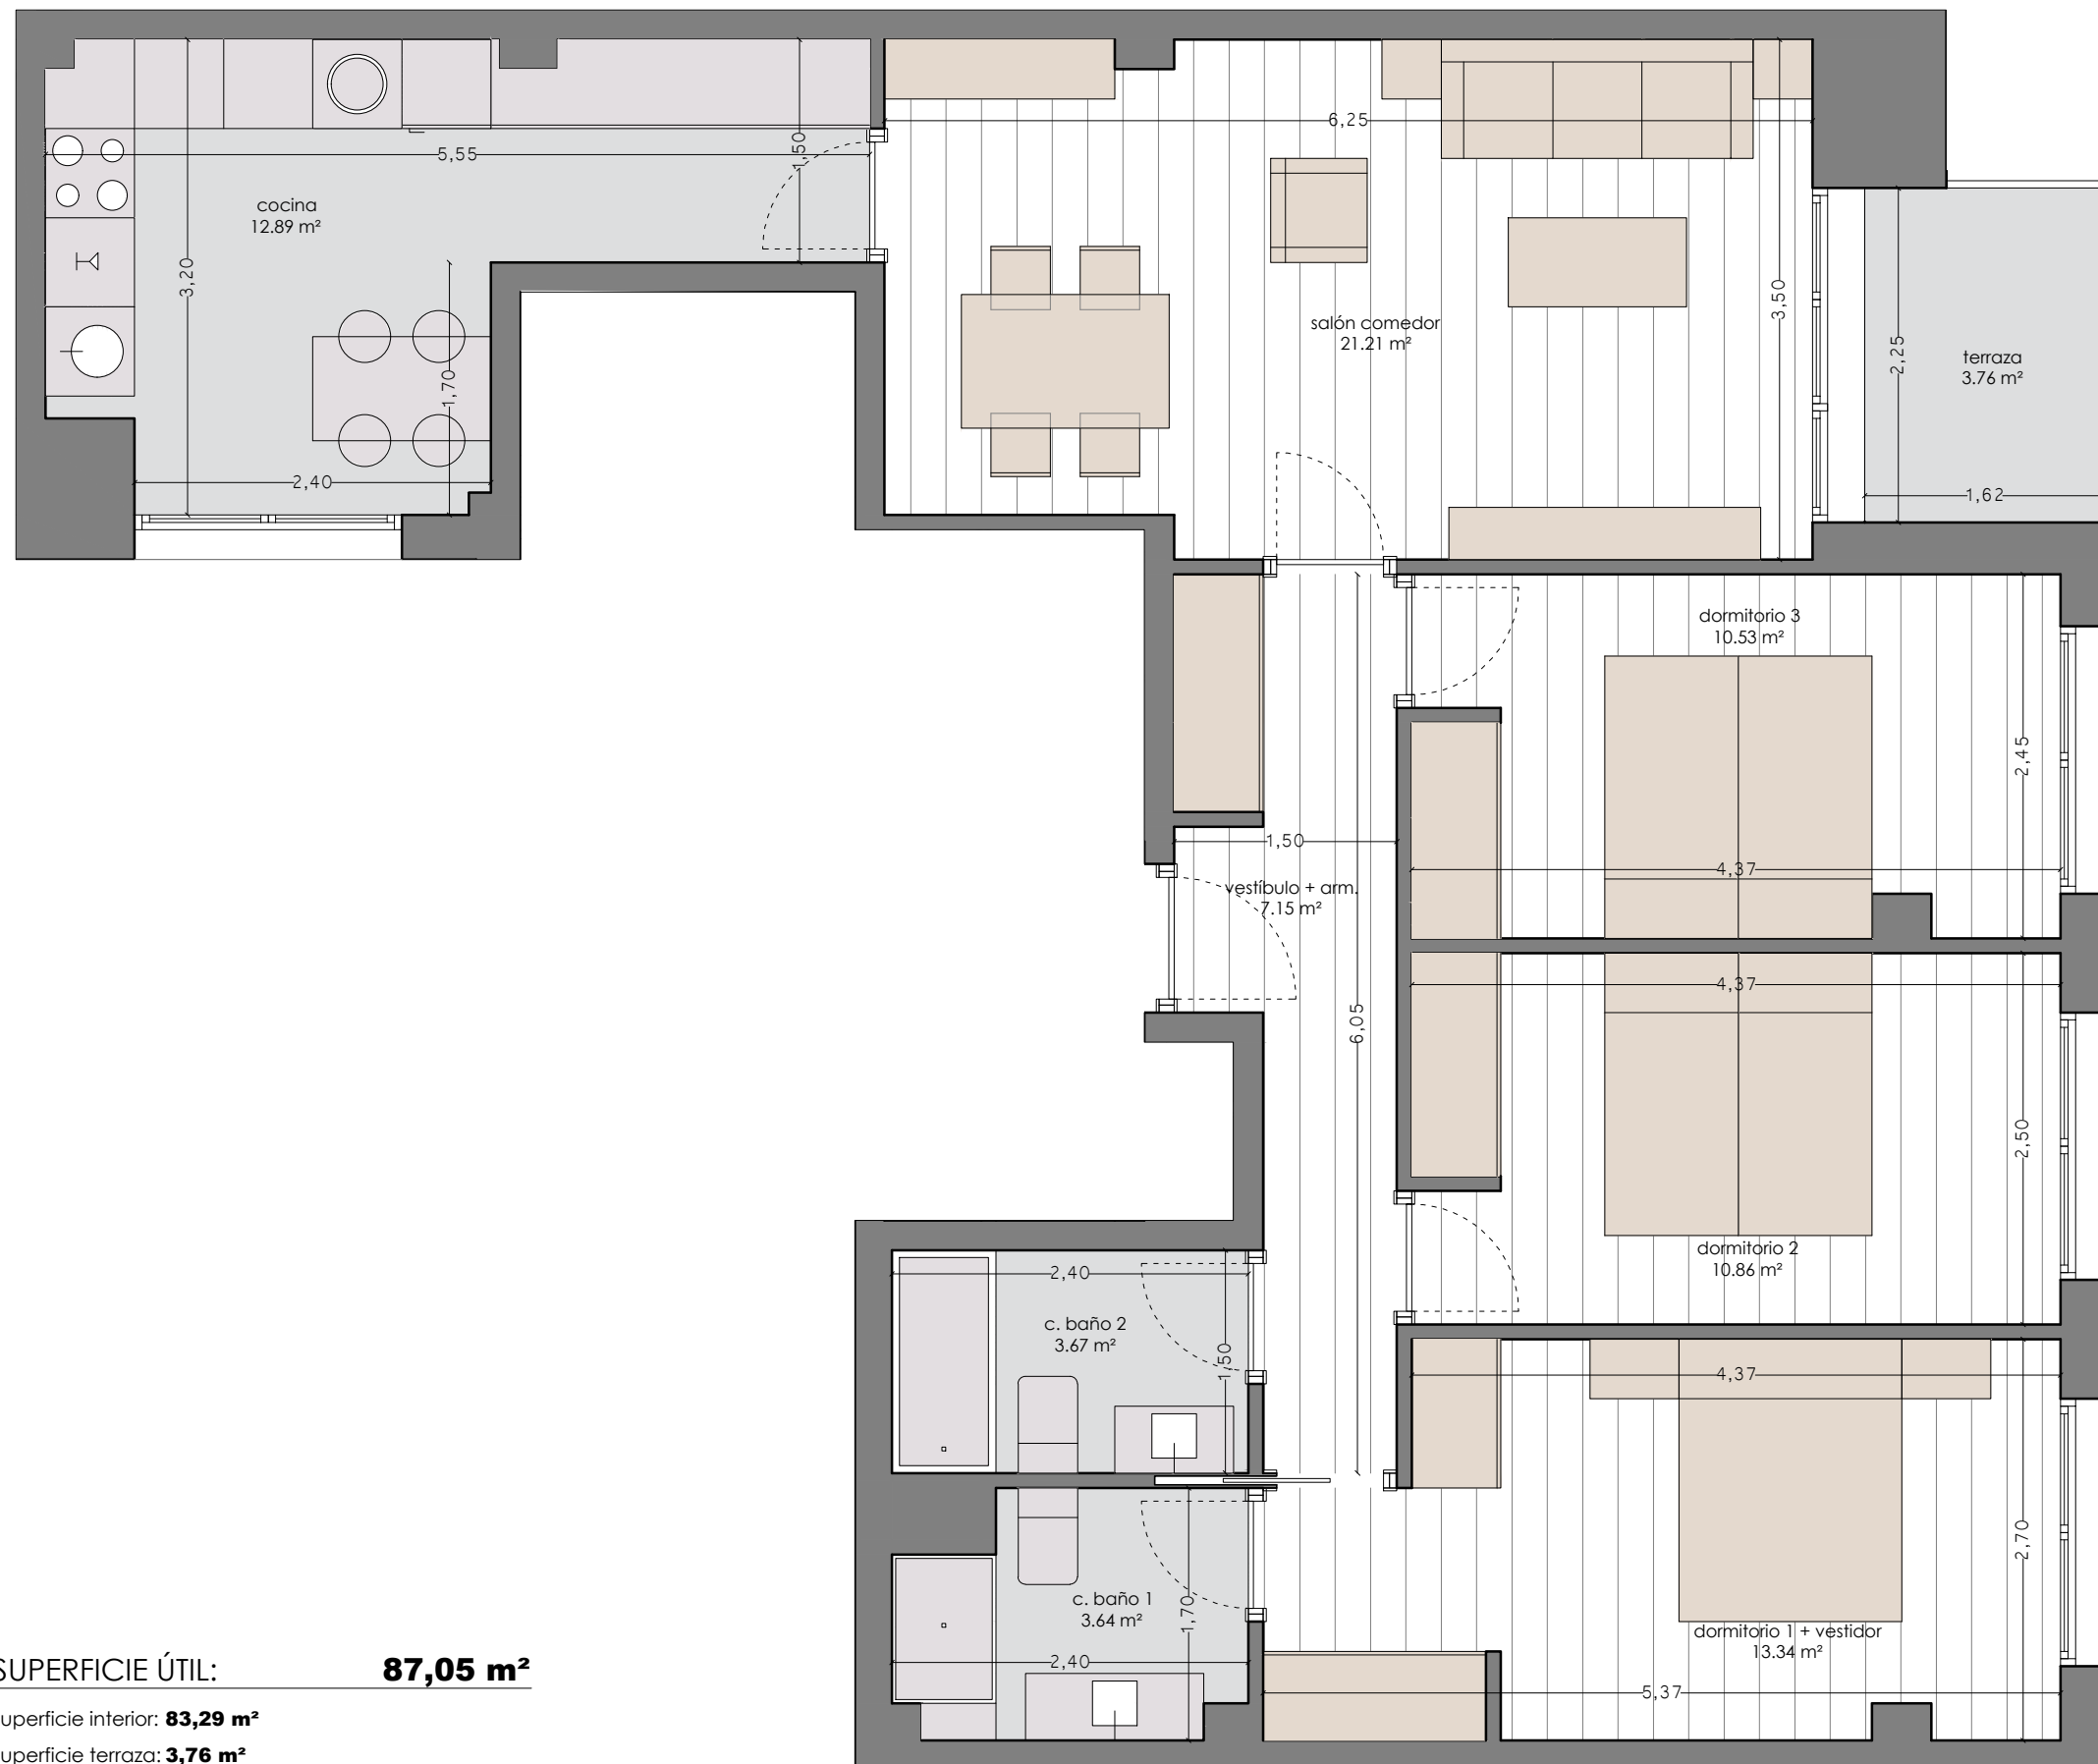 6,25
5,55
1,50
cocina
12.89 m²
3,20
3,50
salón comedor
21.21 m²
2,25
terraza
3.76 m²
1,70
2,40
1,62
dormitorio 3
10.53 m²
2,45
1,50
4,37
vestíbulo + arm.
7.15 m²
4,37
6,05
2,50
dormitorio 2
10.86 m²
2,40
c. baño 2
3.67 m²
1,50
4,37
2,70
c. baño 1
3.64 m²
1,70
dormitorio 1 + vestidor
13.34 m²
2,40
5,37
SUPERFICIE ÚTIL: 87,05 m²
uperficie interior: 83,29 m²
uperficie terraza: 3,76 m²